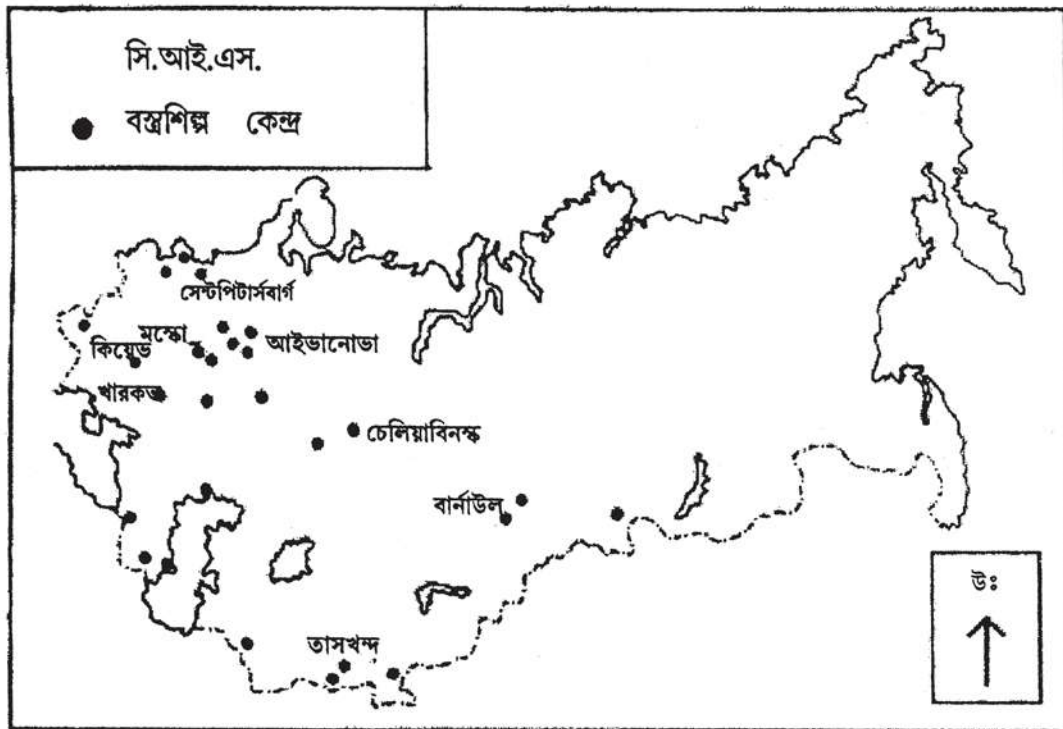 সি.আই.এস.
বস্ত্রশিল্প কেন্দ্র
সেন্টপিটার্সবার্গ
মস্কো
আইভানোভা
কিয়েভ
খারকভ
চেলিয়াবিনস্ক
বার্নাউল
তাসখন্দ
উঃ